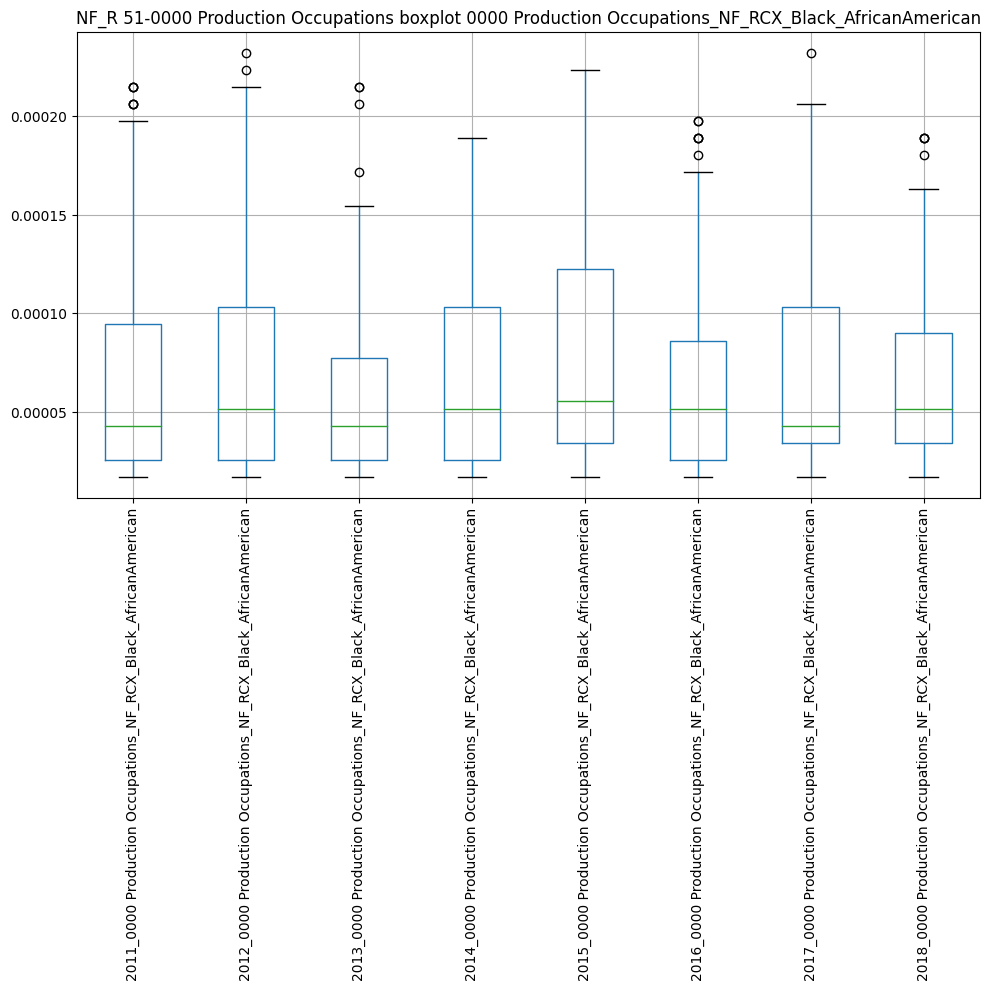 NF_R 51-0000 Production Occupations boxplot 0000 Production Occupations_NF_RCX_Black_AfricanAmerican
0.00020
0.00015
0.00010
0.00005
2011_0000 Production Occupations_NF_RCX_Black_AfricanAmerican
2012_0000 Production Occupations_NF_RCX_Black_AfricanAmerican
2013_0000 Production Occupations_NF_RCX_Black_AfricanAmerican
2014_0000 Production Occupations_NF_RCX_Black_AfricanAmerican
2015_0000 Production Occupations_NF_RCX_Black_AfricanAmerican
2016_0000 Production Occupations_NF_RCX_Black_AfricanAmerican
2017_0000 Production Occupations_NF_RCX_Black_AfricanAmerican
2018_0000 Production Occupations_NF_RCX_Black_AfricanAmerican